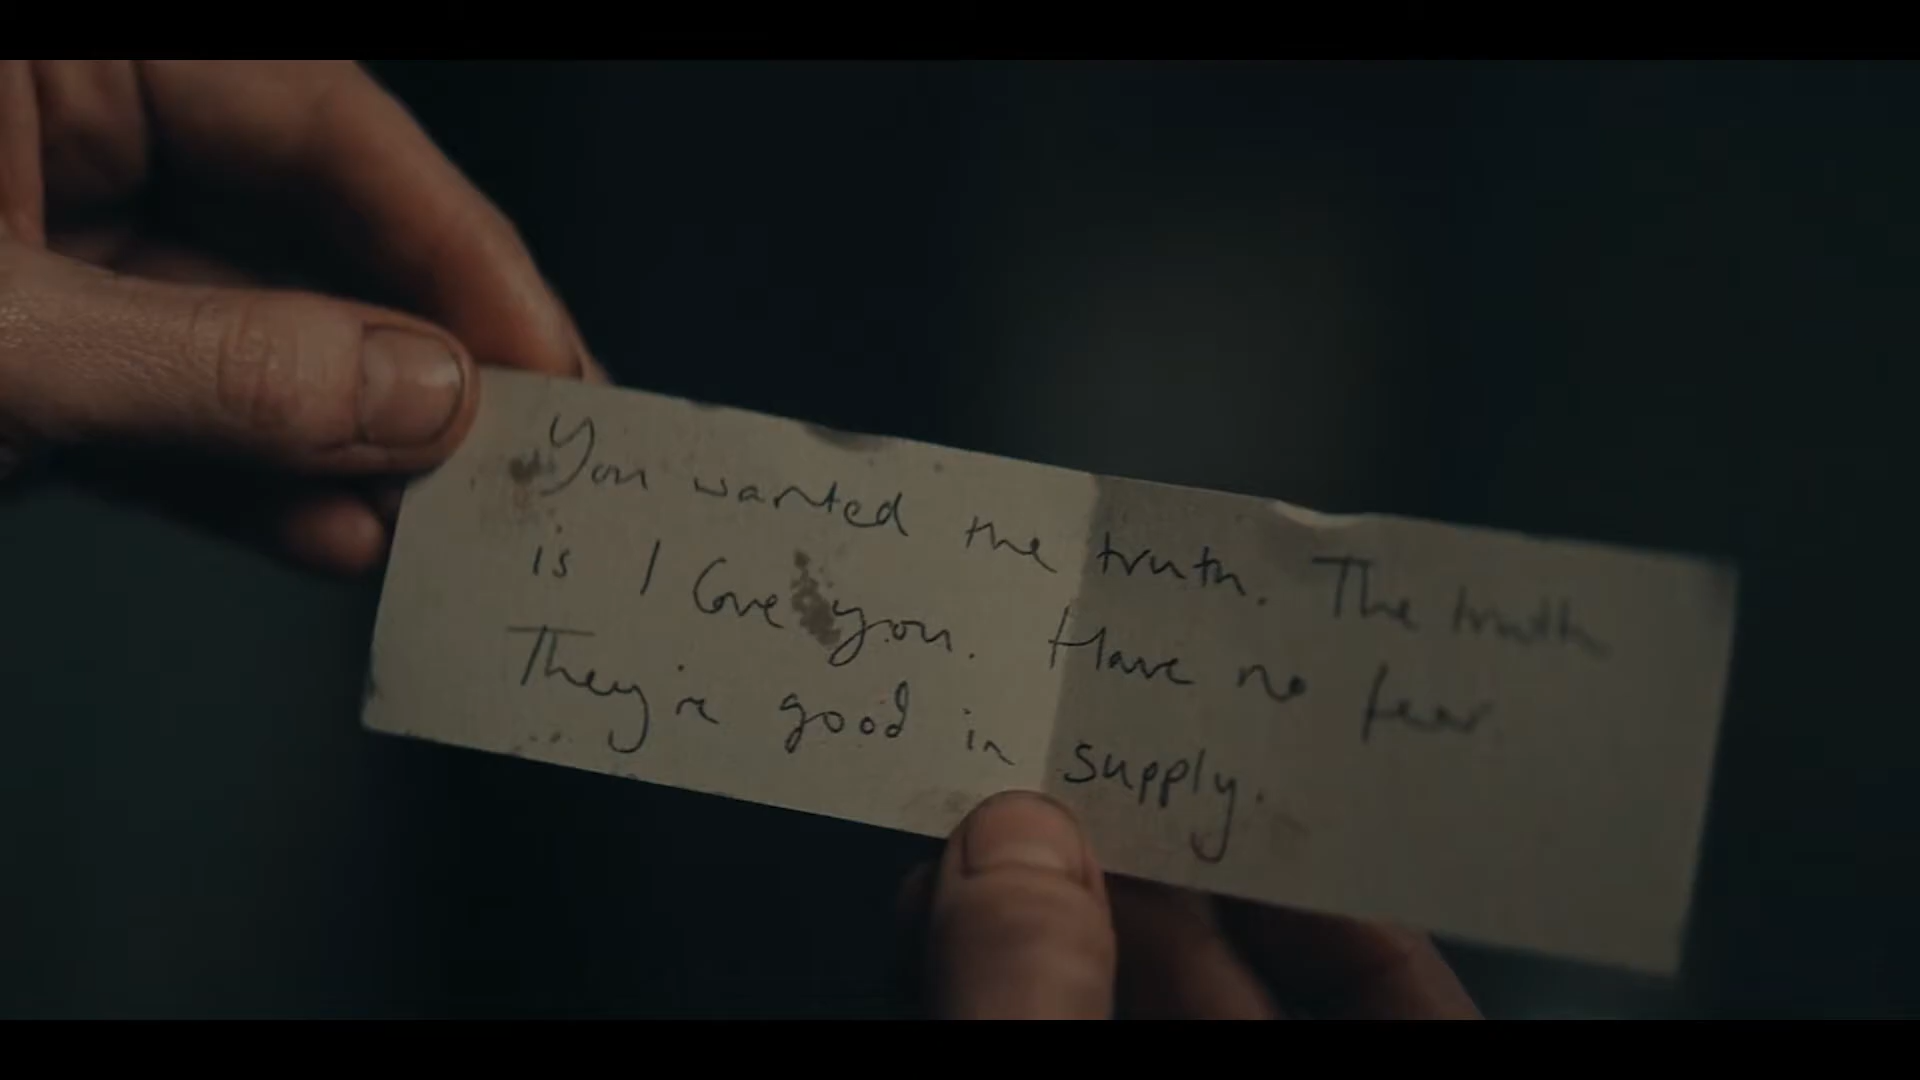 You wanted the truth. The truth
is I love you. Have no fear.
They're good in supply.